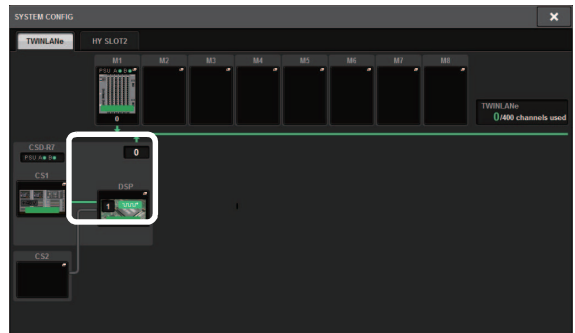 SYSTEM CONFIG
TWINLANe HY SLOT2
M1 M2 M3 M4 M5 M6 M7 M8
PSU A B
0
TWINLANe
0/400 channels used
CSD-R7
PSU A B
0
CS1
DSP
1
CS2